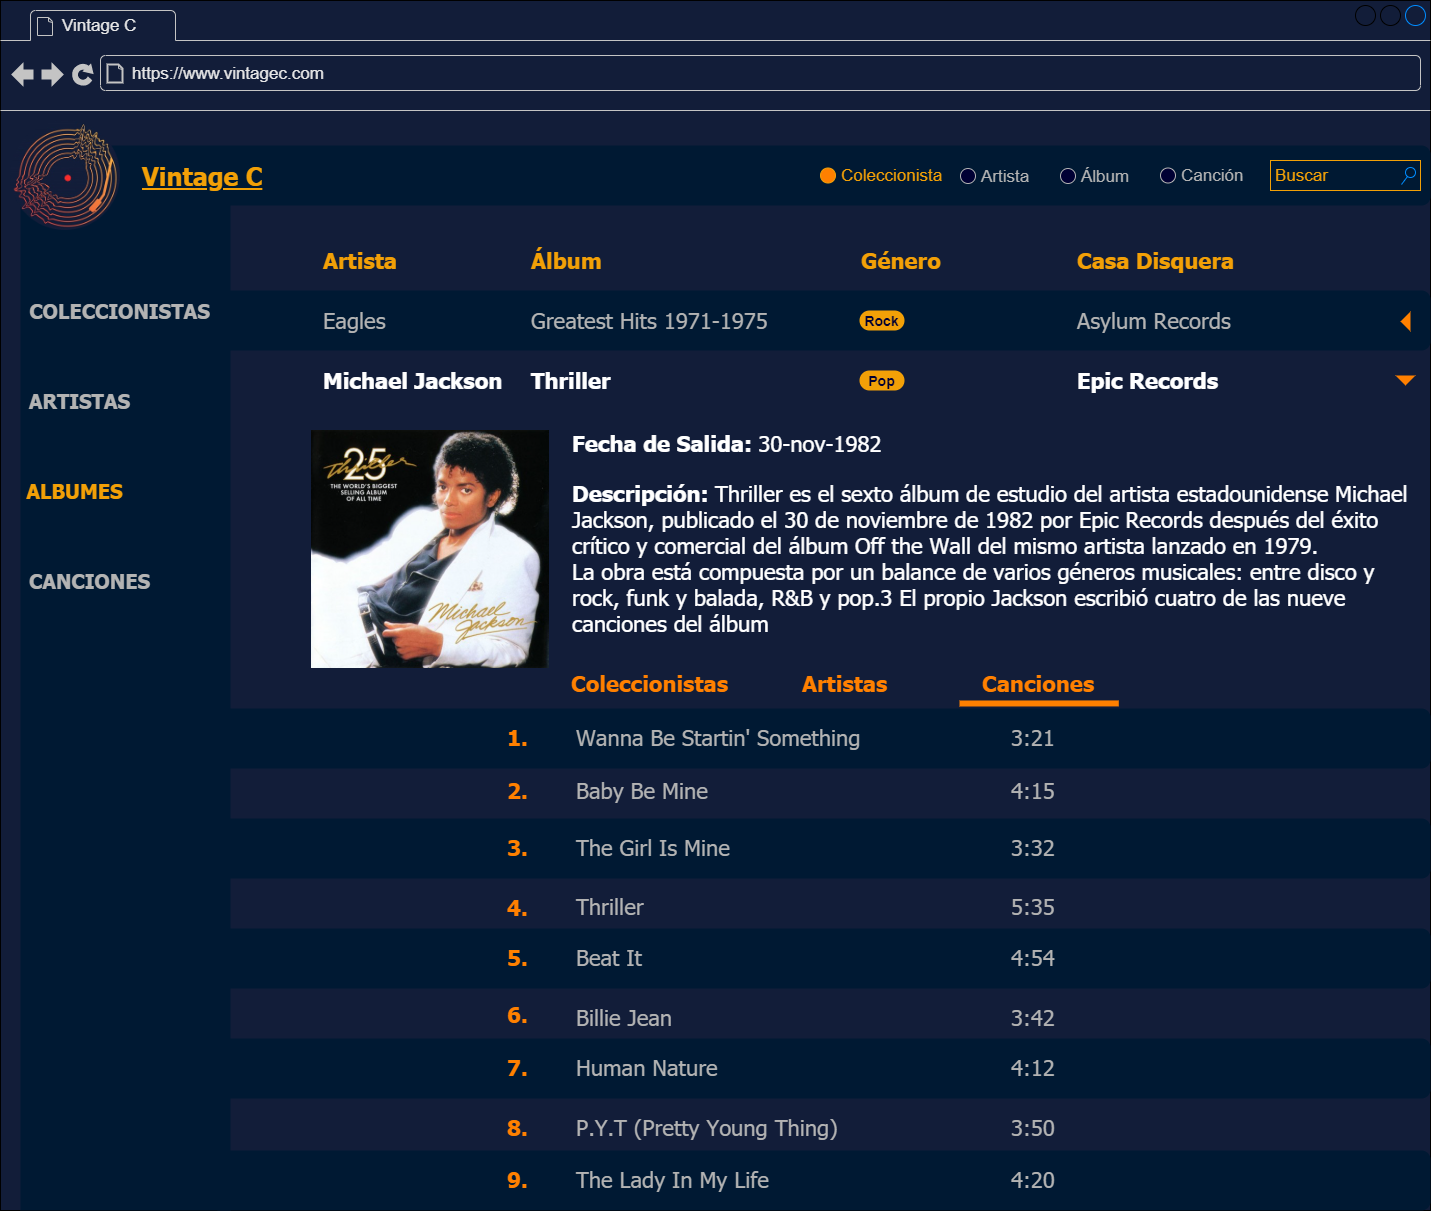 Vintage C
https://www.vintagec.com
Vintage C
Coleccionista Artista Álbum Canción Buscar
Artista Álbum Género Casa Disquera
COLECCIONISTAS
Eagles Greatest Hits 1971-1975 Rock Asylum Records
Michael Jackson Thriller Pop Epic Records
ARTISTAS
ALBUMES
CANCIONES
25
Thriller
THE WORLD'S BIGGEST
SELLING ALBUM
OF ALL TIME
Michael
Jackson
Fecha de Salida: 30-nov-1982
Descripción: Thriller es el sexto álbum de estudio del artista estadounidense Michael
Jackson, publicado el 30 de noviembre de 1982 por Epic Records después del éxito
crítico y comercial del álbum Off the Wall del mismo artista lanzado en 1979.
La obra está compuesta por un balance de varios géneros musicales: entre disco y
rock, funk y balada, R&B y pop.3 El propio Jackson escribió cuatro de las nueve
canciones del álbum
Coleccionistas Artistas Canciones
1. Wanna Be Startin' Something 3:21
2. Baby Be Mine 4:15
3. The Girl Is Mine 3:32
4. Thriller 5:35
5. Beat It 4:54
6. Billie Jean 3:42
7. Human Nature 4:12
8. P.Y.T (Pretty Young Thing) 3:50
9. The Lady In My Life 4:20